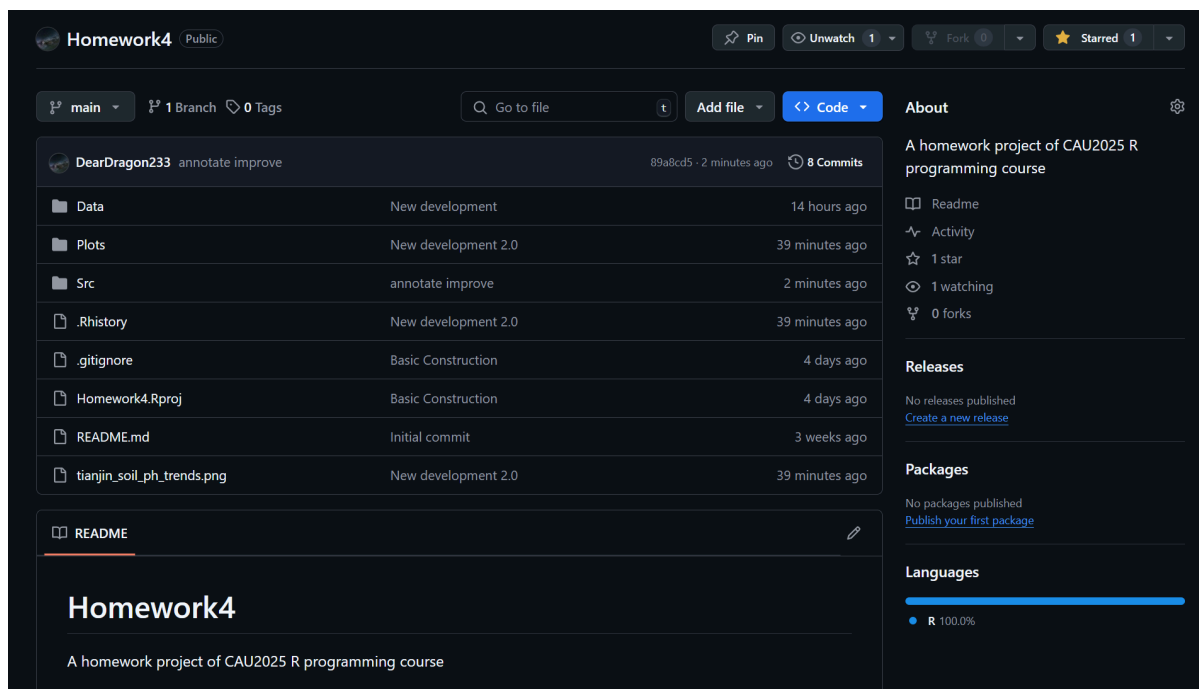 Homework4 Public Pin Unwatch 1 Fork 0 Starred 1
main 1 Branch 0 Tags Go to file t Add file <> Code
DearDragon233 annotate improve 89a8cd5 · 2 minutes ago 8 Commits
Data New development 14 hours ago
Plots New development 2.0 39 minutes ago
Src annotate improve 2 minutes ago
.Rhistory New development 2.0 39 minutes ago
.gitignore Basic Construction 4 days ago
Homework4.Rproj Basic Construction 4 days ago
README.md Initial commit 3 weeks ago
tianjin_soil_ph_trends.png New development 2.0 39 minutes ago
README
Homework4
A homework project of CAU2025 R programming course
About
A homework project of CAU2025 R
programming course
Readme
Activity
1 star
1 watching
0 forks
Releases
No releases published
Create a new release
Packages
No packages published
Publish your first package
Languages
R 100.0%